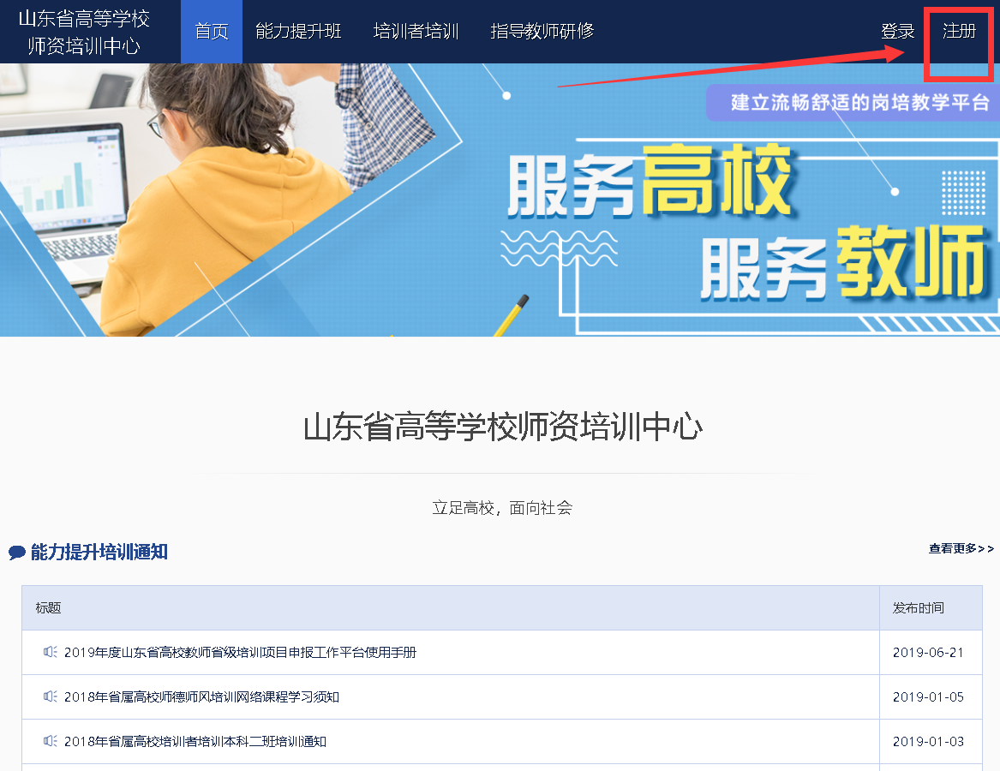 山东省高等学校
师资培训中心
首页
能力提升班
培训者培训
指导教师研修
登录
注册
建立流畅舒适的岗培教学平台
服务高校
服务教师
山东省高等学校师资培训中心
立足高校，面向社会
能力提升培训通知
查看更多>>
标题
发布时间
2019年度山东省高校教师省级培训项目申报工作平台使用手册
2019-06-21
2018年省属高校师德师风培训网络课程学习须知
2019-01-05
2018年省属高校培训者培训本科二班培训通知
2019-01-03